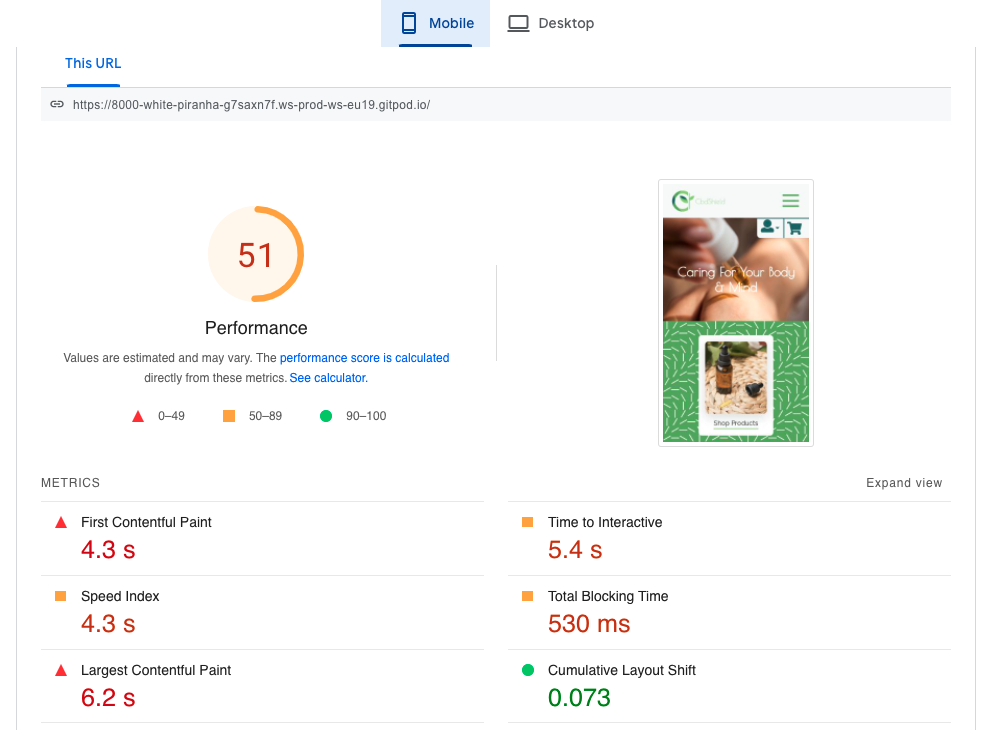 Mobile
Desktop
This URL
https://8000-white-piranha-g7saxn7f.ws-prod-ws-eu19.gitpod.io/
51
Performance
Values are estimated and may vary. The performance score is calculated
directly from these metrics. See calculator.
0–49
50–89
90–100
Caring For Your Body
& Mind
Shop Products
METRICS
Expand view
First Contentful Paint
4.3 s
Time to Interactive
5.4 s
Speed Index
4.3 s
Total Blocking Time
530 ms
Largest Contentful Paint
6.2 s
Cumulative Layout Shift
0.073